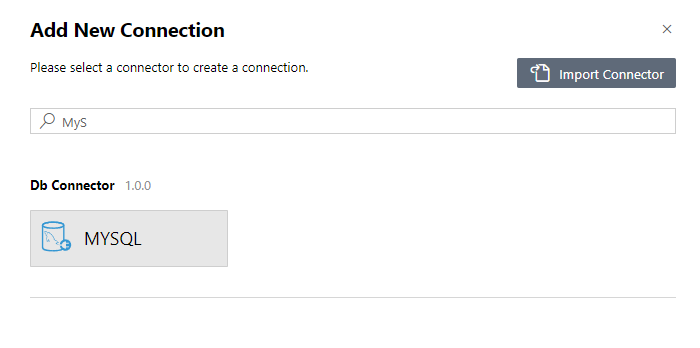 Add New Connection
Please select a connector to create a connection.
Import Connector
MyS
Db Connector 1.0.0
MYSQL